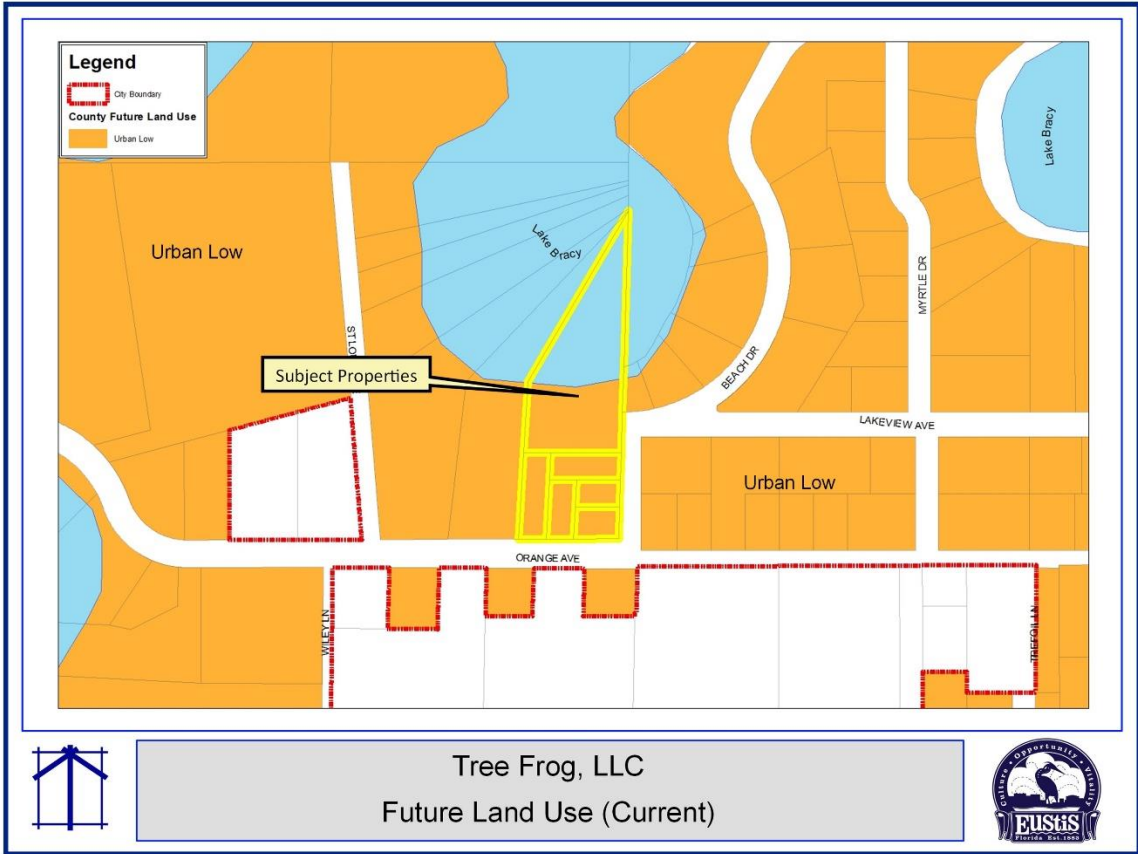 Legend
City Boundary
County Future Land Use
Urban Low
Lake Bracy
Urban Low
Lake Bracy
MYRTLE DR
Subject Properties
BEACH DR
LAKEVIEW AVE
Urban Low
ORANGE AVE
WILEY LN
TREFOIL LN
Tree Frog, LLC
Future Land Use (Current)
Culture • Opportunity • Vitality
EUSTIS
Florida Est. 1883